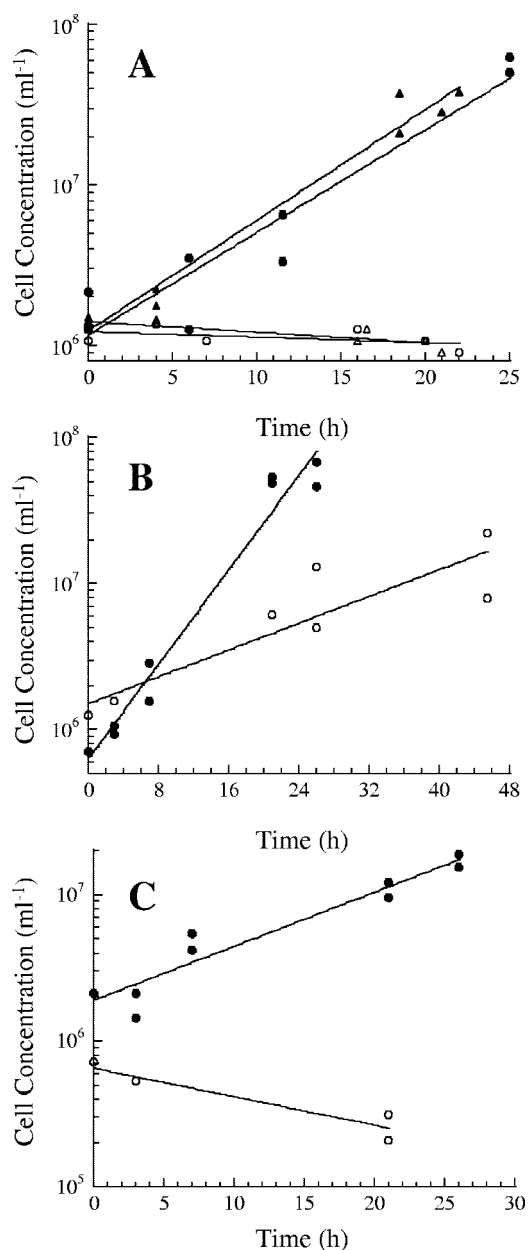 10⁸
A
Cell Concentration (ml⁻¹)
10⁷
10⁶
0 5 10 15 20 25
Time (h)
10⁸
B
Cell Concentration (ml⁻¹)
10⁷
10⁶
0 8 16 24 32 40 48
Time (h)
10⁷
C
Cell Concentration (ml⁻¹)
10⁶
10⁵
0 5 10 15 20 25 30
Time (h)